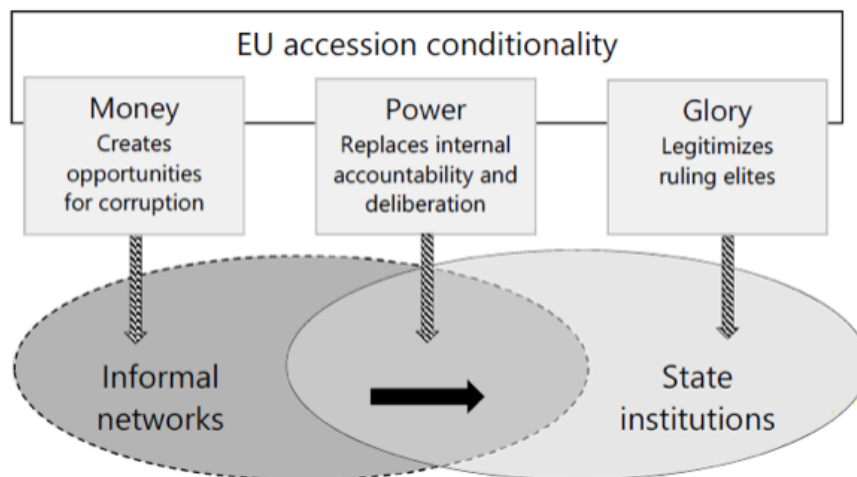 EU accession conditionality
Money
Creates
opportunities
for corruption
Power
Replaces internal
accountability and
deliberation
Glory
Legitimizes
ruling elites
Informal
networks
State
institutions